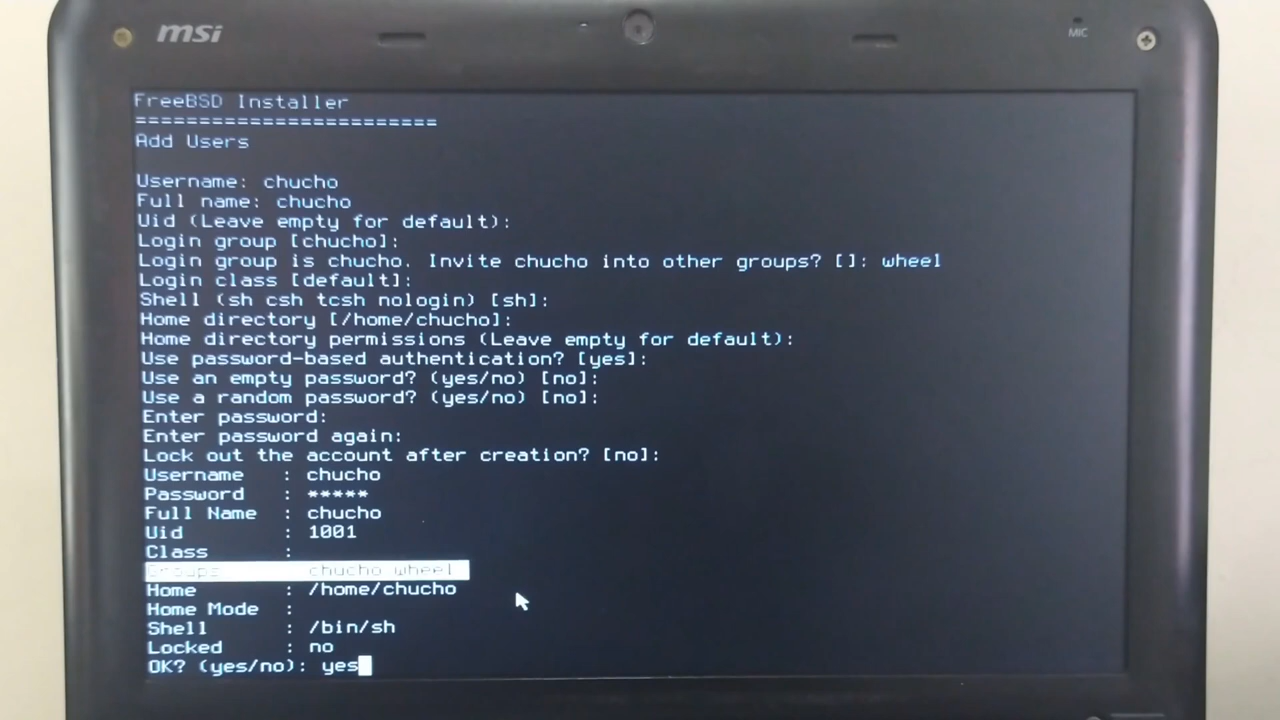 msi
MIC
FreeBSD Installer
========================
Add Users
Username: chucho
Full name: chucho
Uid (Leave empty for default):
Login group [chucho]:
Login group is chucho. Invite chucho into other groups? []: wheel
Login class [default]:
Shell (sh csh tcsh nologin) [sh]:
Home directory [/home/chucho]:
Home directory permissions (Leave empty for default):
Use password-based authentication? [yes]:
Use an empty password? (yes/no) [no]:
Use a random password? (yes/no) [no]:
Enter password:
Enter password again:
Lock out the account after creation? [no]:
Username : chucho
Password : *****
Full Name : chucho
Uid : 1001
Class :
Groups chucho wheel
Home : /home/chucho
Home Mode :
Shell : /bin/sh
Locked : no
OK? (yes/no): yes